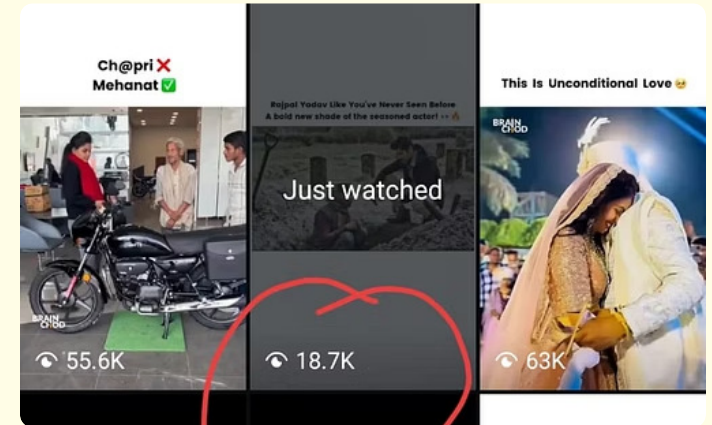 Ch@pri ❌
Mehanat ✅
BRAIN
CHOD
55.6K
Rajpal Yadav Like You've Never Seen Before
A bold new shade of the seasoned actor! 👀 🔥
Just watched
18.7K
This Is Unconditional Love 🥹
BRAIN
CHOD
63K